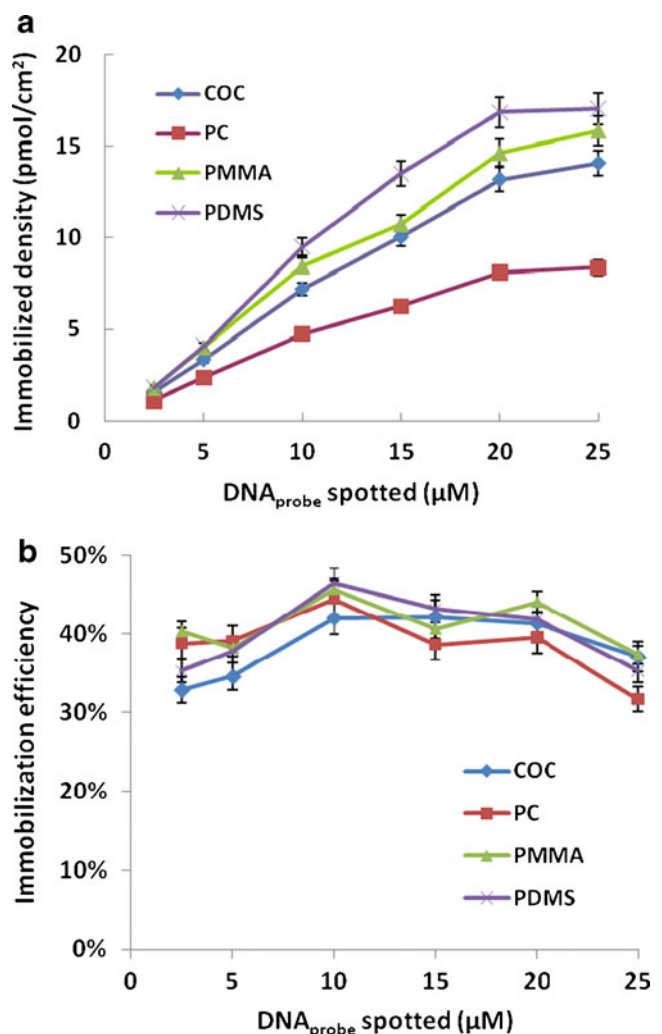 a
Immobilized density (pmol/cm²)
20
15
10
5
0
COC
PC
PMMA
PDMS
0 5 10 15 20 25
DNAprobe spotted (µM)
b
Immobilization efficiency
50%
40%
30%
20%
10%
0%
COC
PC
PMMA
PDMS
0 5 10 15 20 25
DNAprobe spotted (µM)